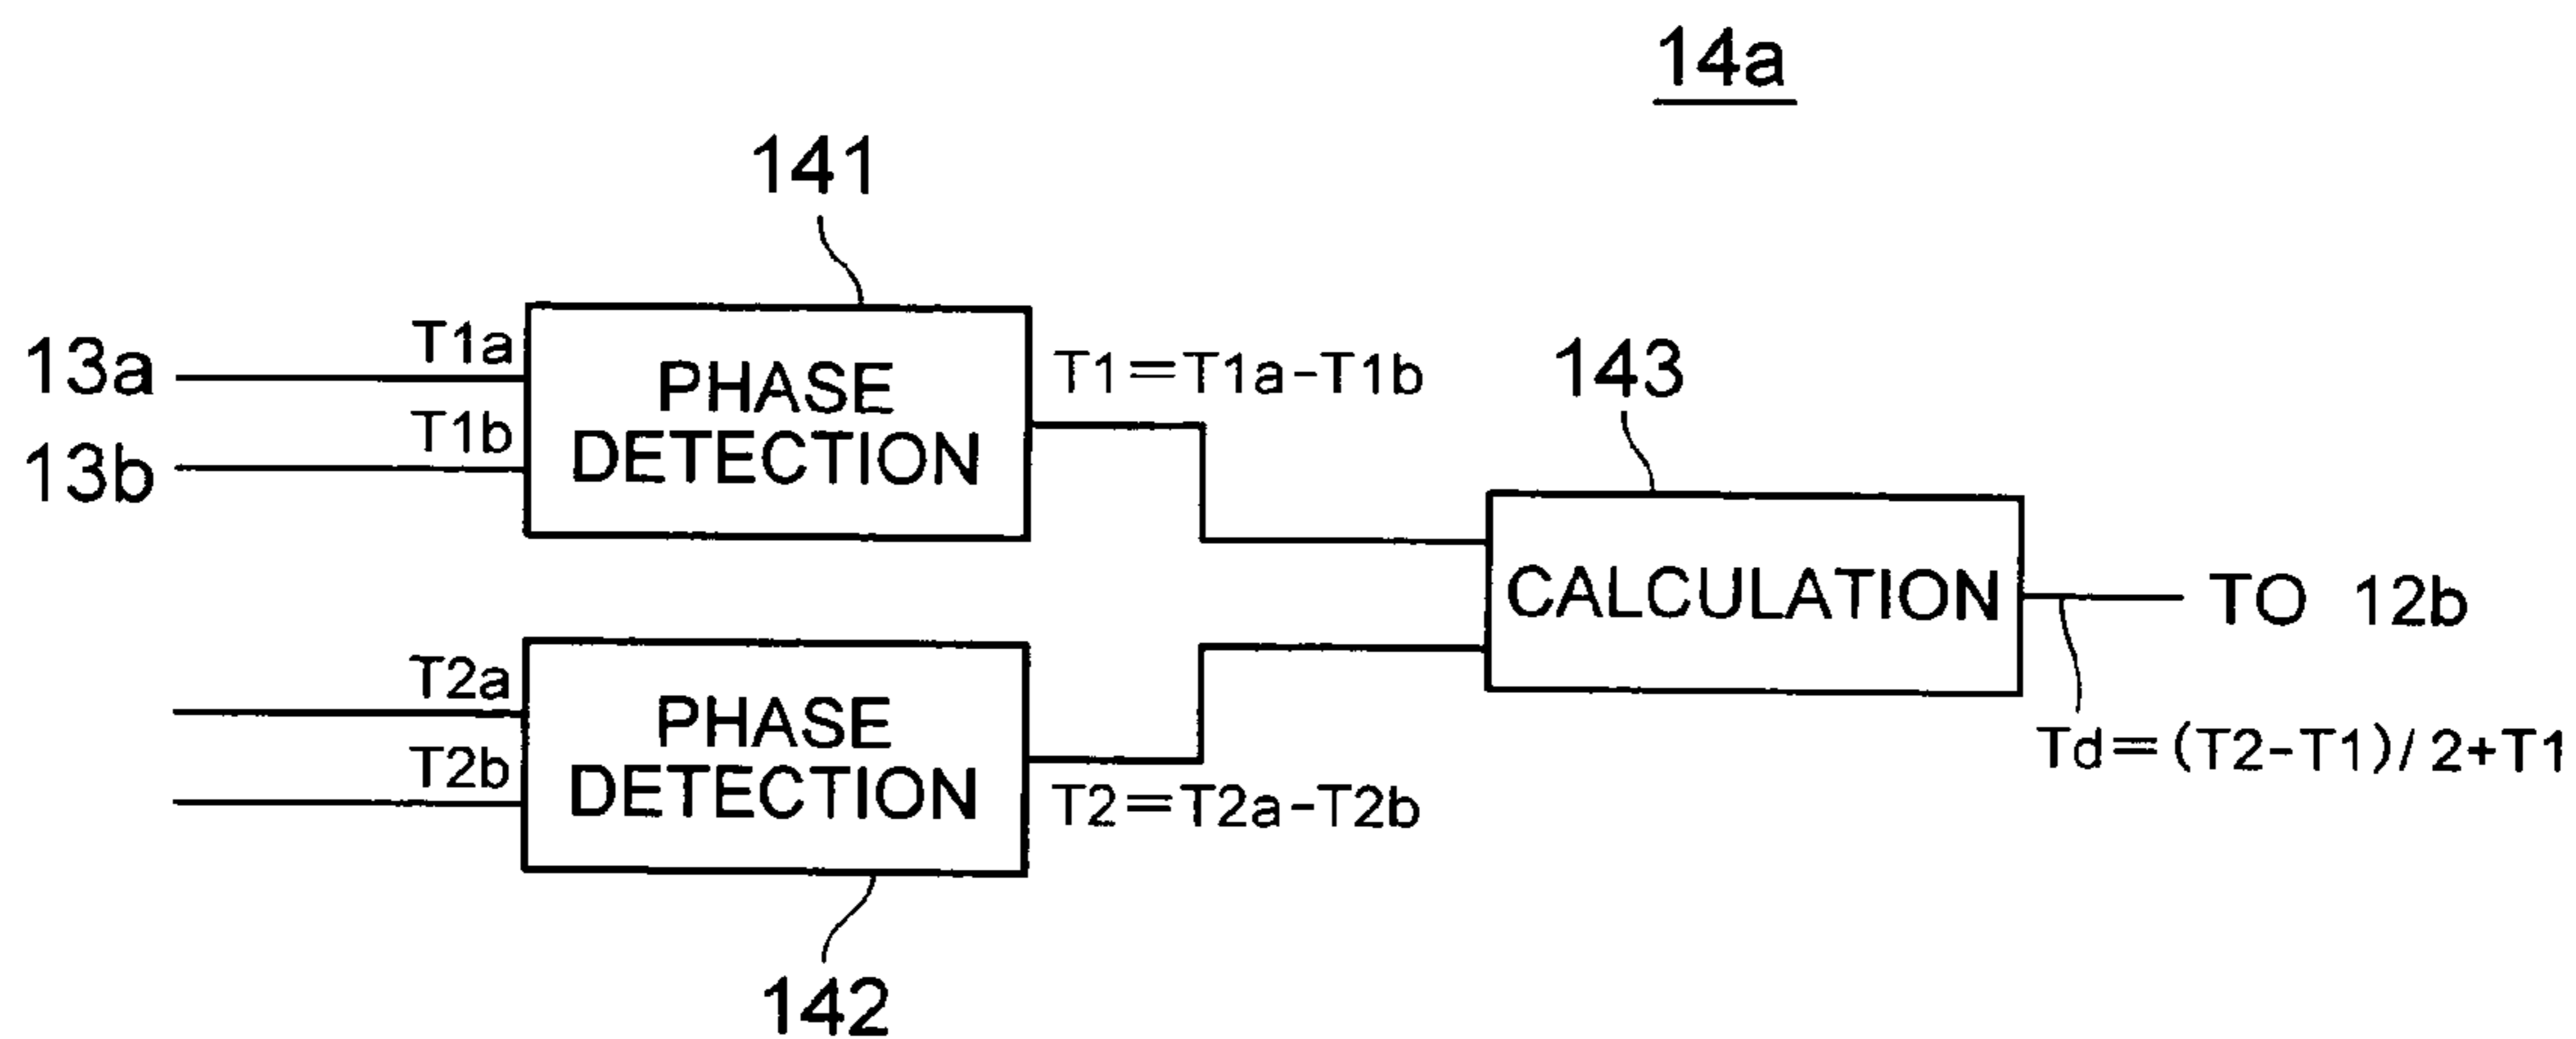 14a
141
13a
T1a
13b
T1b
PHASE
DETECTION
T1=T1a-T1b
143
CALCULATION
TO 12b
Td=(T2-T1)/2+T1
T2a
T2b
PHASE
DETECTION
T2=T2a-T2b
142